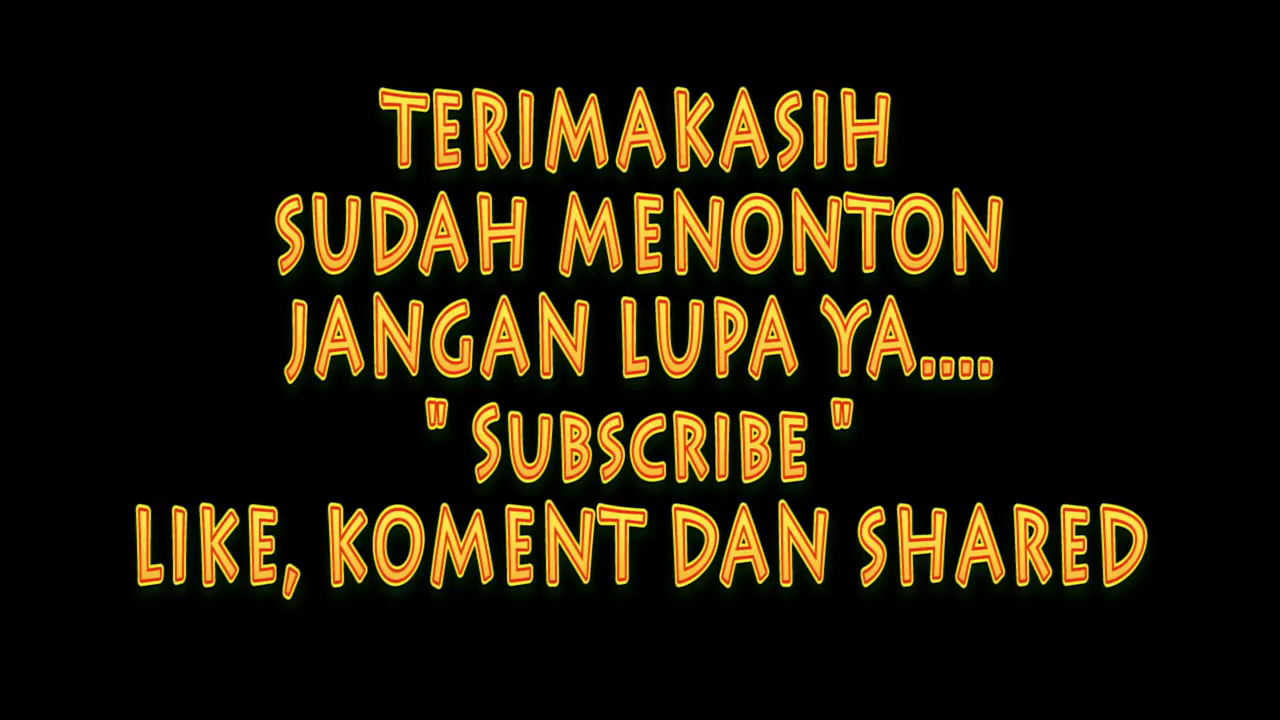 TERIMAKASIH
SUDAH MENONTON
JANGAN LUPA YA....
" SUBSCRIBE "
LIKE, KOMENT DAN SHARED